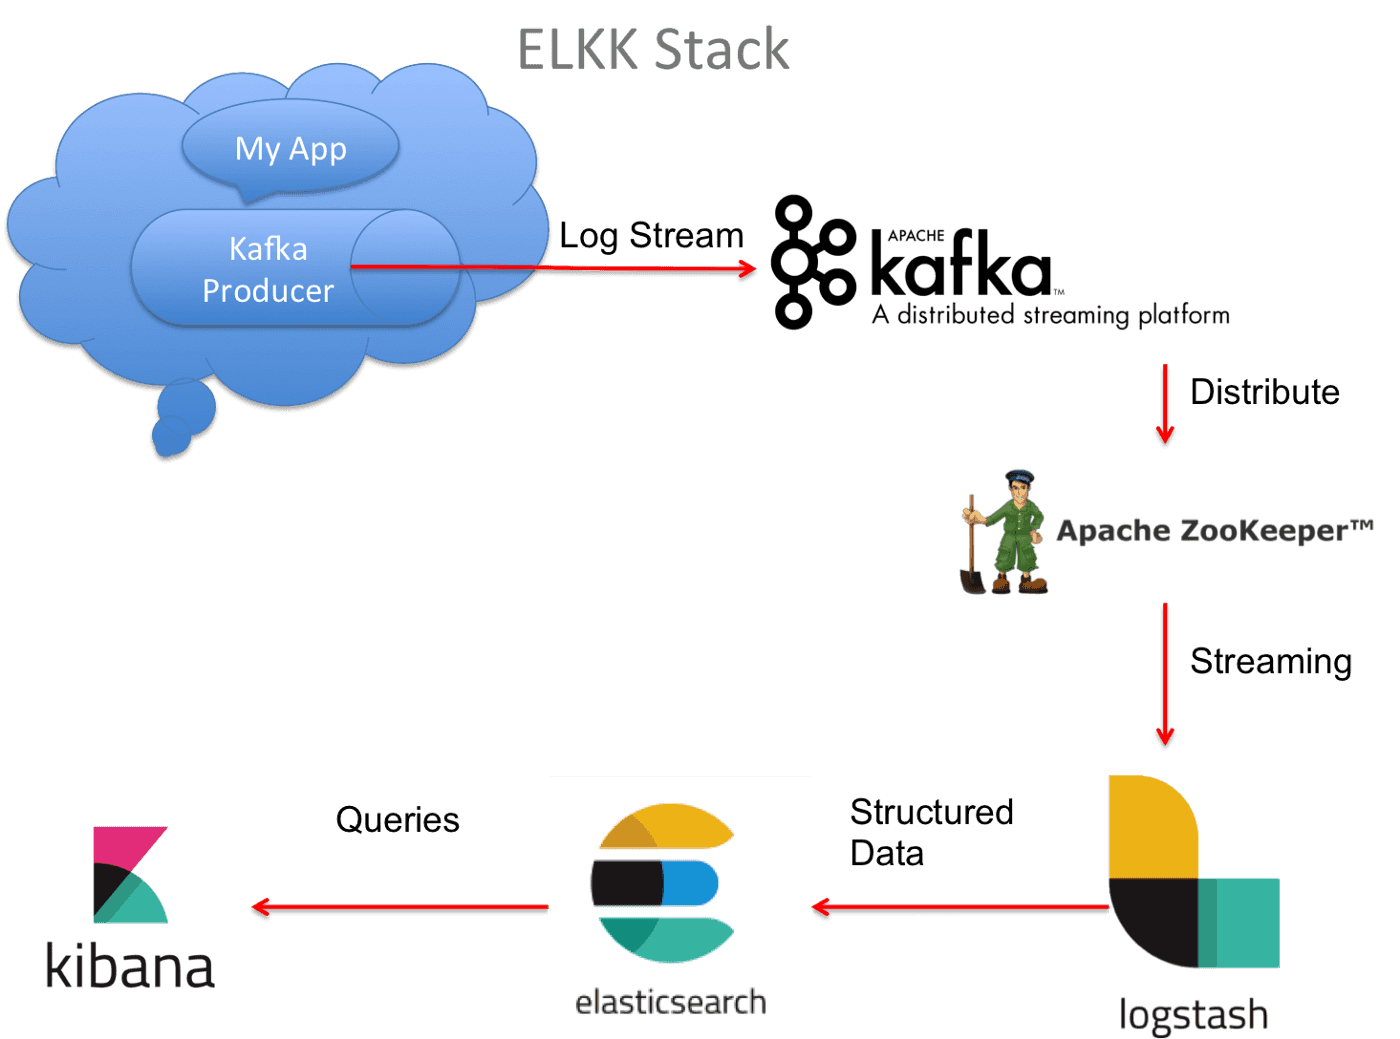 ELKK Stack
My App
Kafka
Producer
Log Stream
APACHE
kafka™
A distributed streaming platform
Distribute
Apache ZooKeeper™
Streaming
Structured
Data
Queries
kibana
elasticsearch
logstash